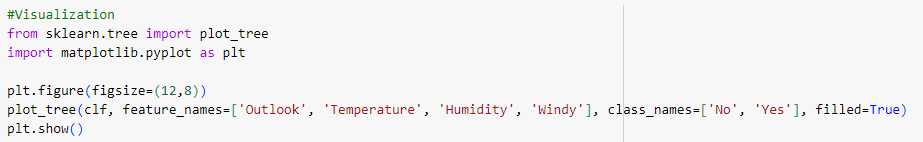 #Visualization
from sklearn.tree import plot_tree
import matplotlib.pyplot as plt
plt.figure(figsize=(12,8))
plot_tree(clf, feature_names=['Outlook', 'Temperature', 'Humidity', 'Windy'], class_names=['No', 'Yes'], filled=True)
plt.show()